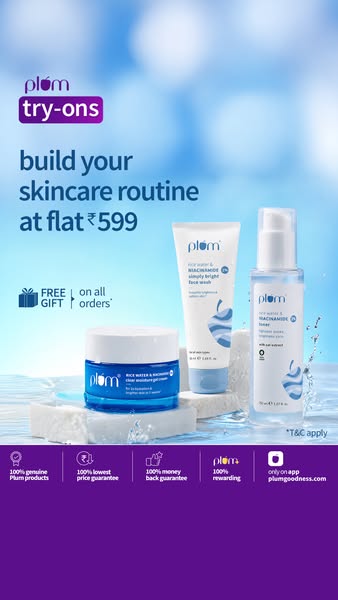 plum
try-ons
build your
skincare routine
at flat ₹599
FREE
GIFT
on all
orders*
plum
rice water &
NIACINAMIDE
simply bright
face wash
plum
rice water &
NIACINAMIDE
toner
plum
RICE WATER &
clear moisture gel cream
*T&C apply
100% genuine
Plum products
100% lowest
price guarantee
100% money
back guarantee
plum+
100%
rewarding
only on app
plumgoodness.com